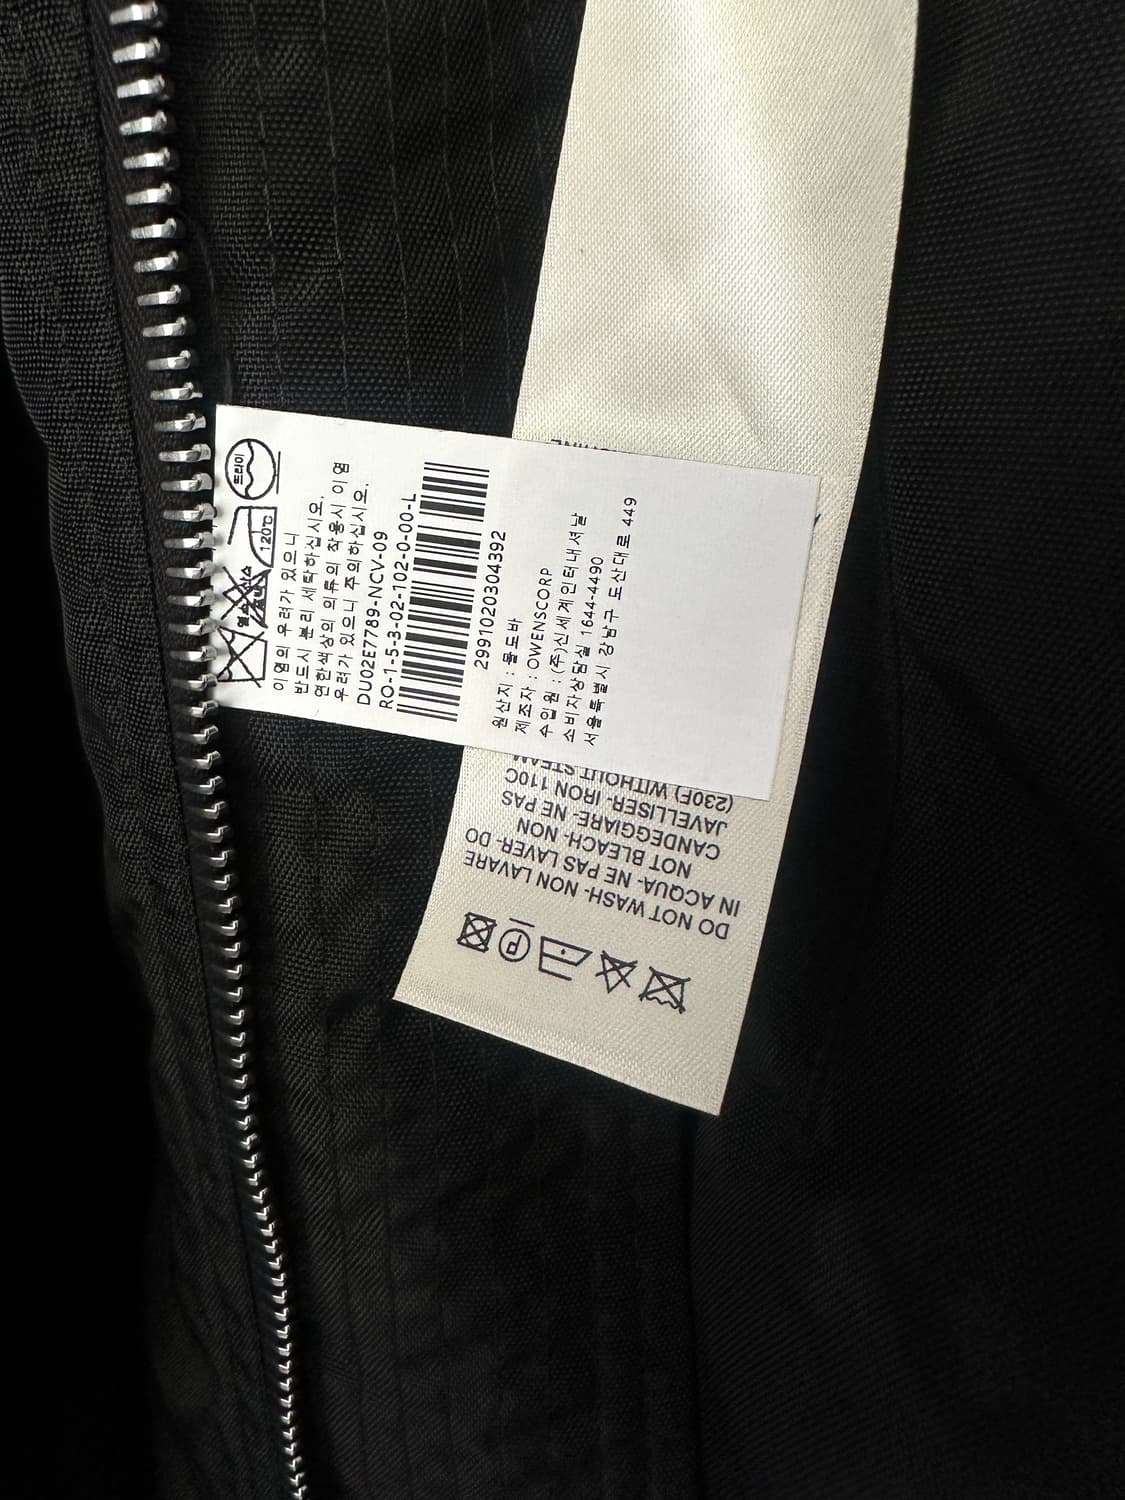 드라이
120℃
이염의 우려가 있으니
반드시 분리 세탁하십시오.
연한색상의 의류의 착용시 이염
우려가 있으니 주의하십시오.
DU02E7789-NCV-09
RO-1-5-3-02-102-0-00-L
2991020304392
원산지 : 몰도바
제조자 : OWENSCORP
수입원 : (주)신세계인터내셔날
소비자상담실 1644-4490
서울특별시 강남구 도산대로 449
P
DO NOT WASH- NON LAVARE
IN ACQUA- NE PAS LAVER- DO
NOT BLEACH- NON
CANDEGGIARE- NE PAS
JAVELLISER- IRON 110C
(230F) WITHOUT STEAM